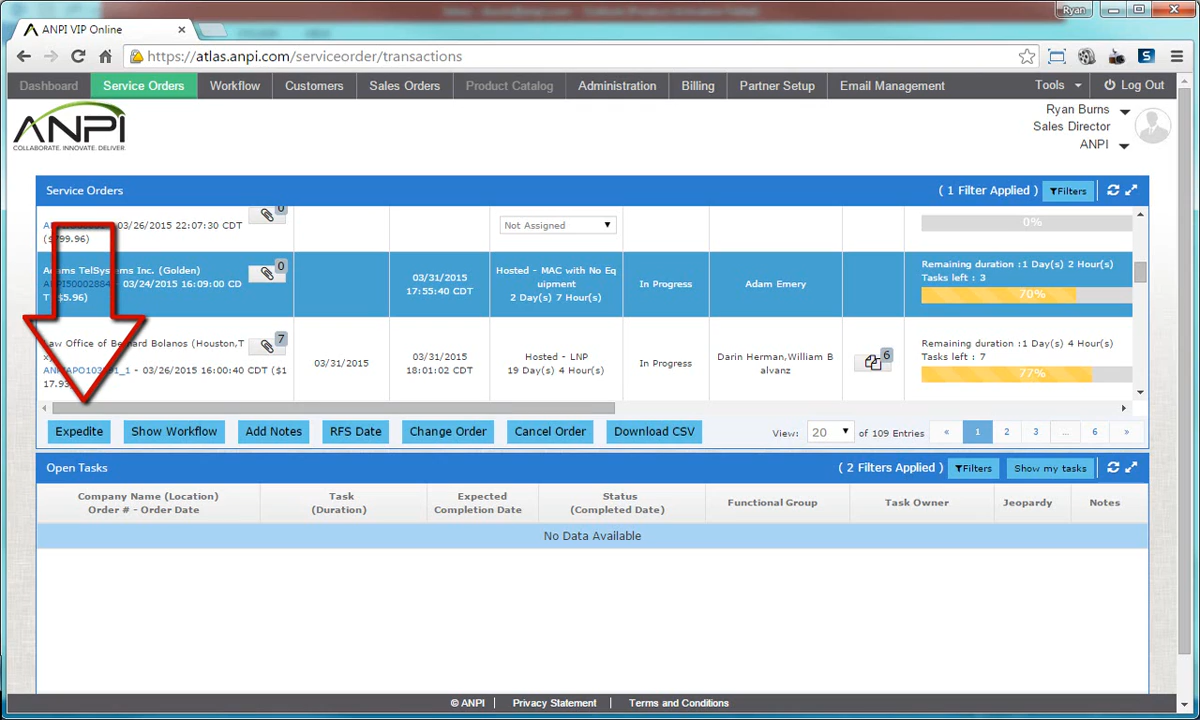 Ryan
ANPI VIP Online
https://atlas.anpi.com/serviceorder/transactions
Dashboard Service Orders Workflow Customers Sales Orders Product Catalog Administration Billing Partner Setup Email Management Tools Log Out
ANPI
COLLABORATE. INNOVATE. DELIVER
Ryan Burns
Sales Director
ANPI
Service Orders ( 1 Filter Applied ) Filters
0
03/26/2015 22:07:30 CDT
99.96)
Not Assigned
0%
Adams TelSystems Inc. (Golden)
03/24/2015 16:09:00 CD
$5.96)
0
03/31/2015
17:55:40 CDT
Hosted - MAC with No Eq
uipment
2 Day(s) 7 Hour(s)
In Progress
Adam Emery
Remaining duration :1 Day(s) 2 Hour(s)
Tasks left : 3
70%
Law Office of Bernard Bolanos (Houston,T
x)
- 03/26/2015 16:00:40 CDT ($1
17.93)
7
03/31/2015
03/31/2015
18:01:02 CDT
Hosted - LNP
19 Day(s) 4 Hour(s)
In Progress
Darin Herman,William B
alvanz
6
Remaining duration :1 Day(s) 4 Hour(s)
Tasks left : 7
77%
Expedite Show Workflow Add Notes RFS Date Change Order Cancel Order Download CSV View: 20 of 109 Entries « 1 2 3 ... 6 »
Open Tasks ( 2 Filters Applied ) Filters Show my tasks
Company Name (Location)
Order # - Order Date
Task
(Duration)
Expected
Completion Date
Status
(Completed Date)
Functional Group
Task Owner
Jeopardy
Notes
No Data Available
© ANPI | Privacy Statement | Terms and Conditions